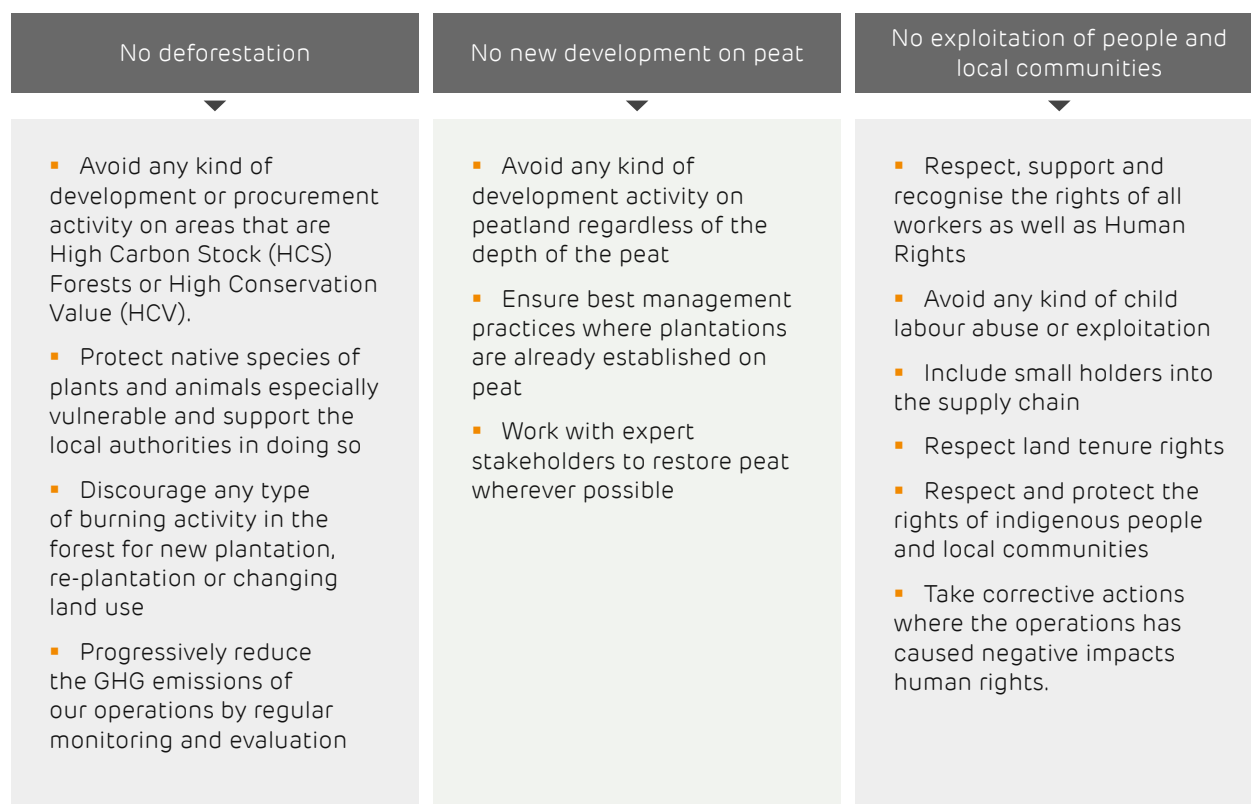 No deforestation
▪ Avoid any kind of
development or procurement
activity on areas that are
High Carbon Stock (HCS)
Forests or High Conservation
Value (HCV).
▪ Protect native species of
plants and animals especially
vulnerable and support the
local authorities in doing so
▪ Discourage any type
of burning activity in the
forest for new plantation,
re-plantation or changing
land use
▪ Progressively reduce
the GHG emissions of
our operations by regular
monitoring and evaluation
No new development on peat
▪ Avoid any kind of
development activity on
peatland regardless of the
depth of the peat
▪ Ensure best management
practices where plantations
are already established on
peat
▪ Work with expert
stakeholders to restore peat
wherever possible
No exploitation of people and
local communities
▪ Respect, support and
recognise the rights of all
workers as well as Human
Rights
▪ Avoid any kind of child
labour abuse or exploitation
▪ Include small holders into
the supply chain
▪ Respect land tenure rights
▪ Respect and protect the
rights of indigenous people
and local communities
▪ Take corrective actions
where the operations has
caused negative impacts
human rights.